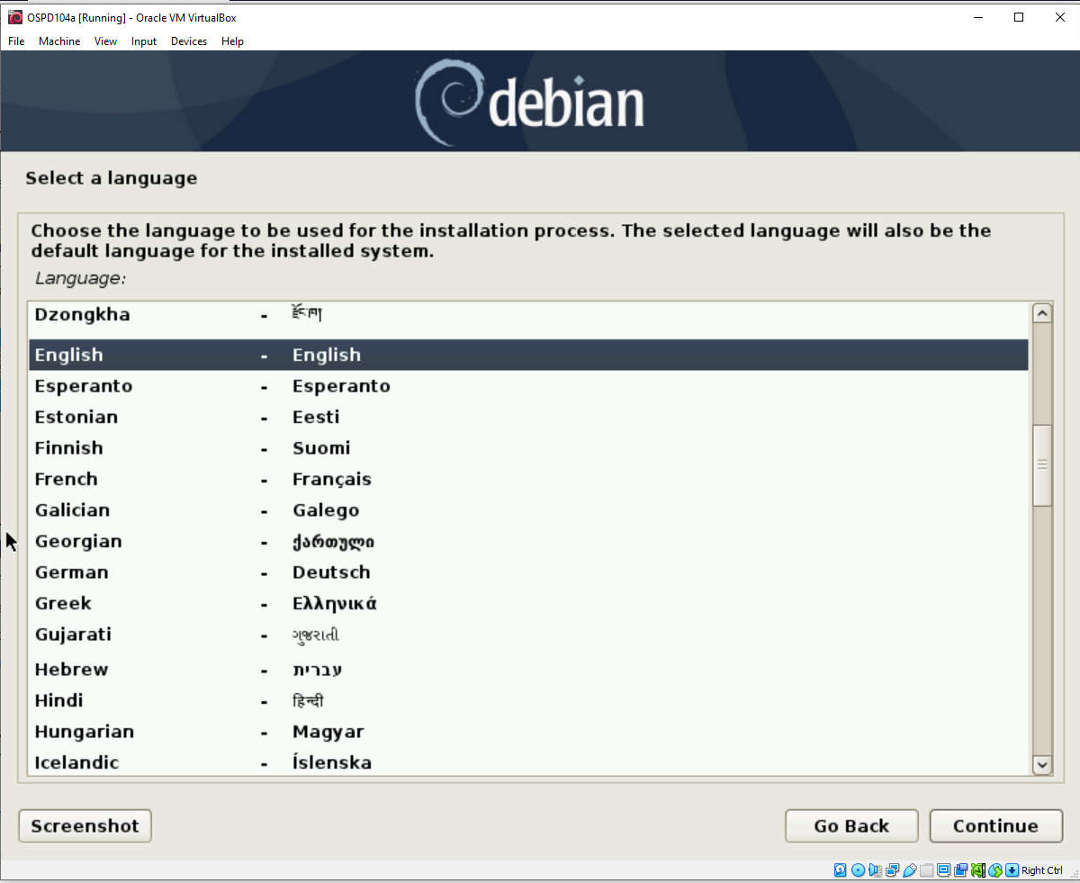 OSPD104a [Running] - Oracle VM VirtualBox
File Machine View Input Devices Help
debian
Select a language
Choose the language to be used for the installation process. The selected language will also be the
default language for the installed system.
Language:
Dzongkha - རྫོང་ཁ།
English - English
Esperanto - Esperanto
Estonian - Eesti
Finnish - Suomi
French - Français
Galician - Galego
Georgian - ქართული
German - Deutsch
Greek - Ελληνικά
Gujarati - ગુજરાતી
Hebrew - עברית
Hindi - हिन्दी
Hungarian - Magyar
Icelandic - Íslenska
Screenshot Go Back Continue
Right Ctrl